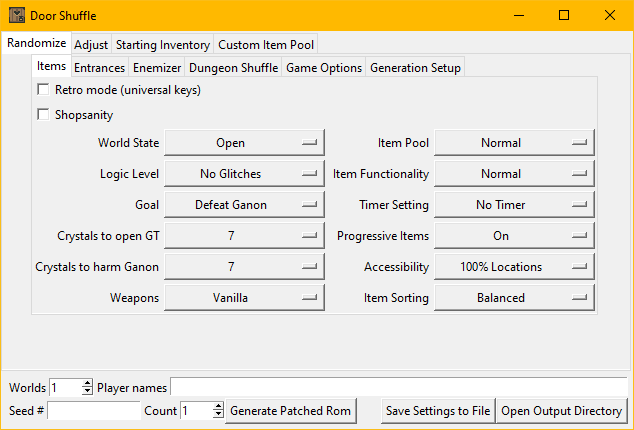 Door Shuffle
Randomize Adjust Starting Inventory Custom Item Pool
Items Entrances Enemizer Dungeon Shuffle Game Options Generation Setup
Retro mode (universal keys)
Shopsanity
World State Open Item Pool Normal
Logic Level No Glitches Item Functionality Normal
Goal Defeat Ganon Timer Setting No Timer
Crystals to open GT 7 Progressive Items On
Crystals to harm Ganon 7 Accessibility 100% Locations
Weapons Vanilla Item Sorting Balanced
Worlds 1 Player names
Seed # Count 1 Generate Patched Rom Save Settings to File Open Output Directory